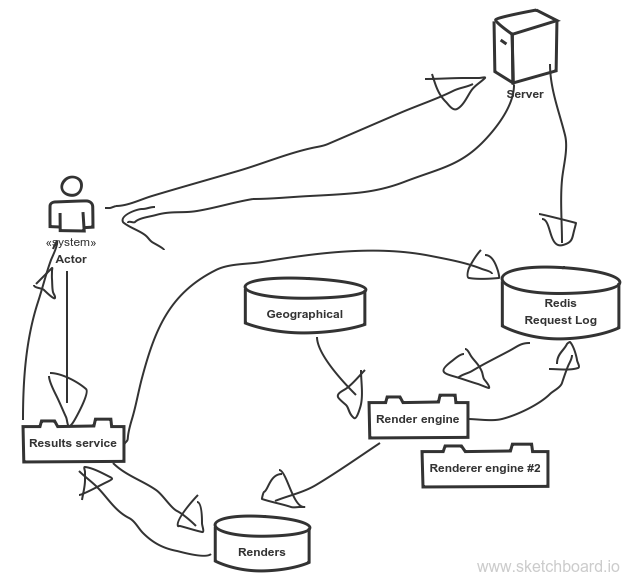 Server
«system»
Actor
Geographical
Redis
Request Log
Render engine
Results service
Renderer engine #2
Renders
www.sketchboard.io